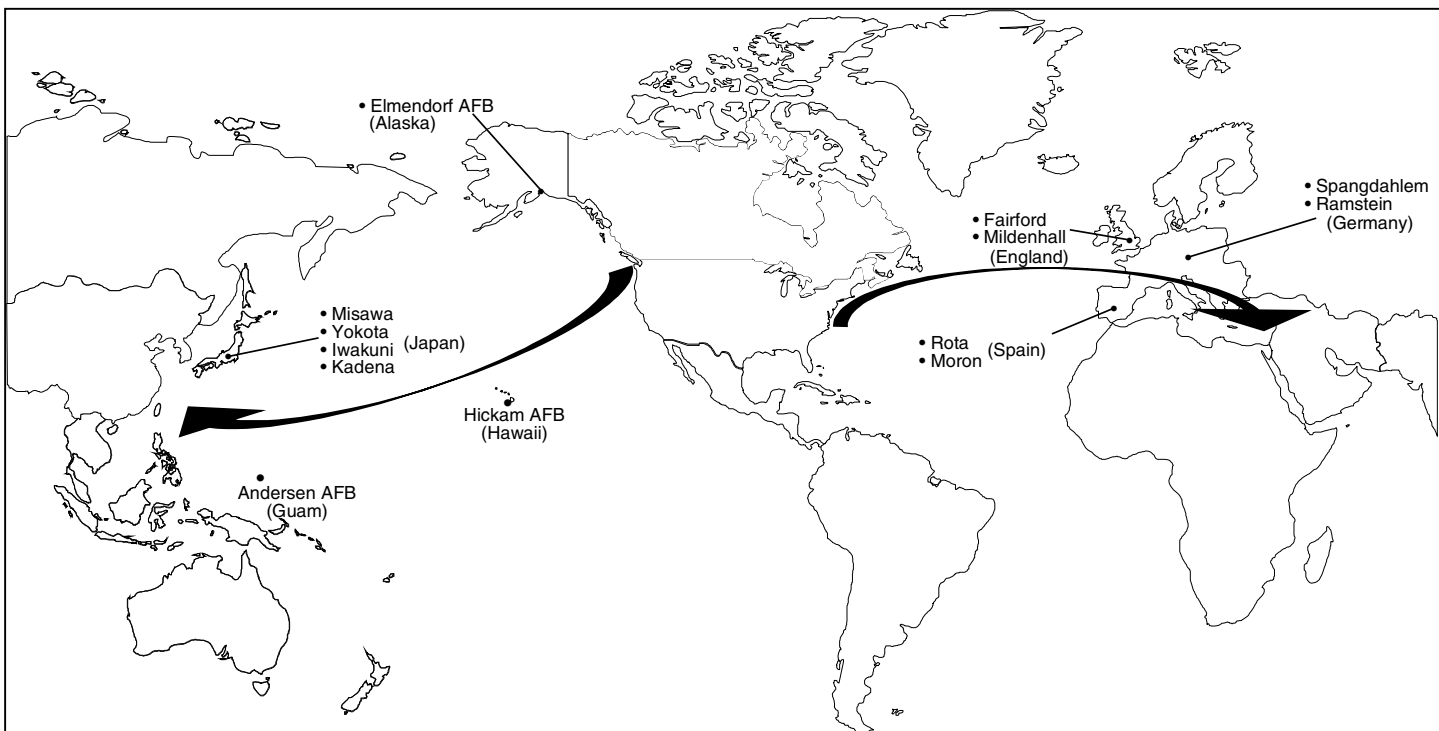 • Elmendorf AFB
(Alaska)
• Spangdahlem
• Ramstein
(Germany)
• Fairford
• Mildenhall
(England)
• Misawa
• Yokota
• Iwakuni (Japan)
• Kadena
• Rota (Spain)
• Moron
Hickam AFB
(Hawaii)
Andersen AFB
(Guam)